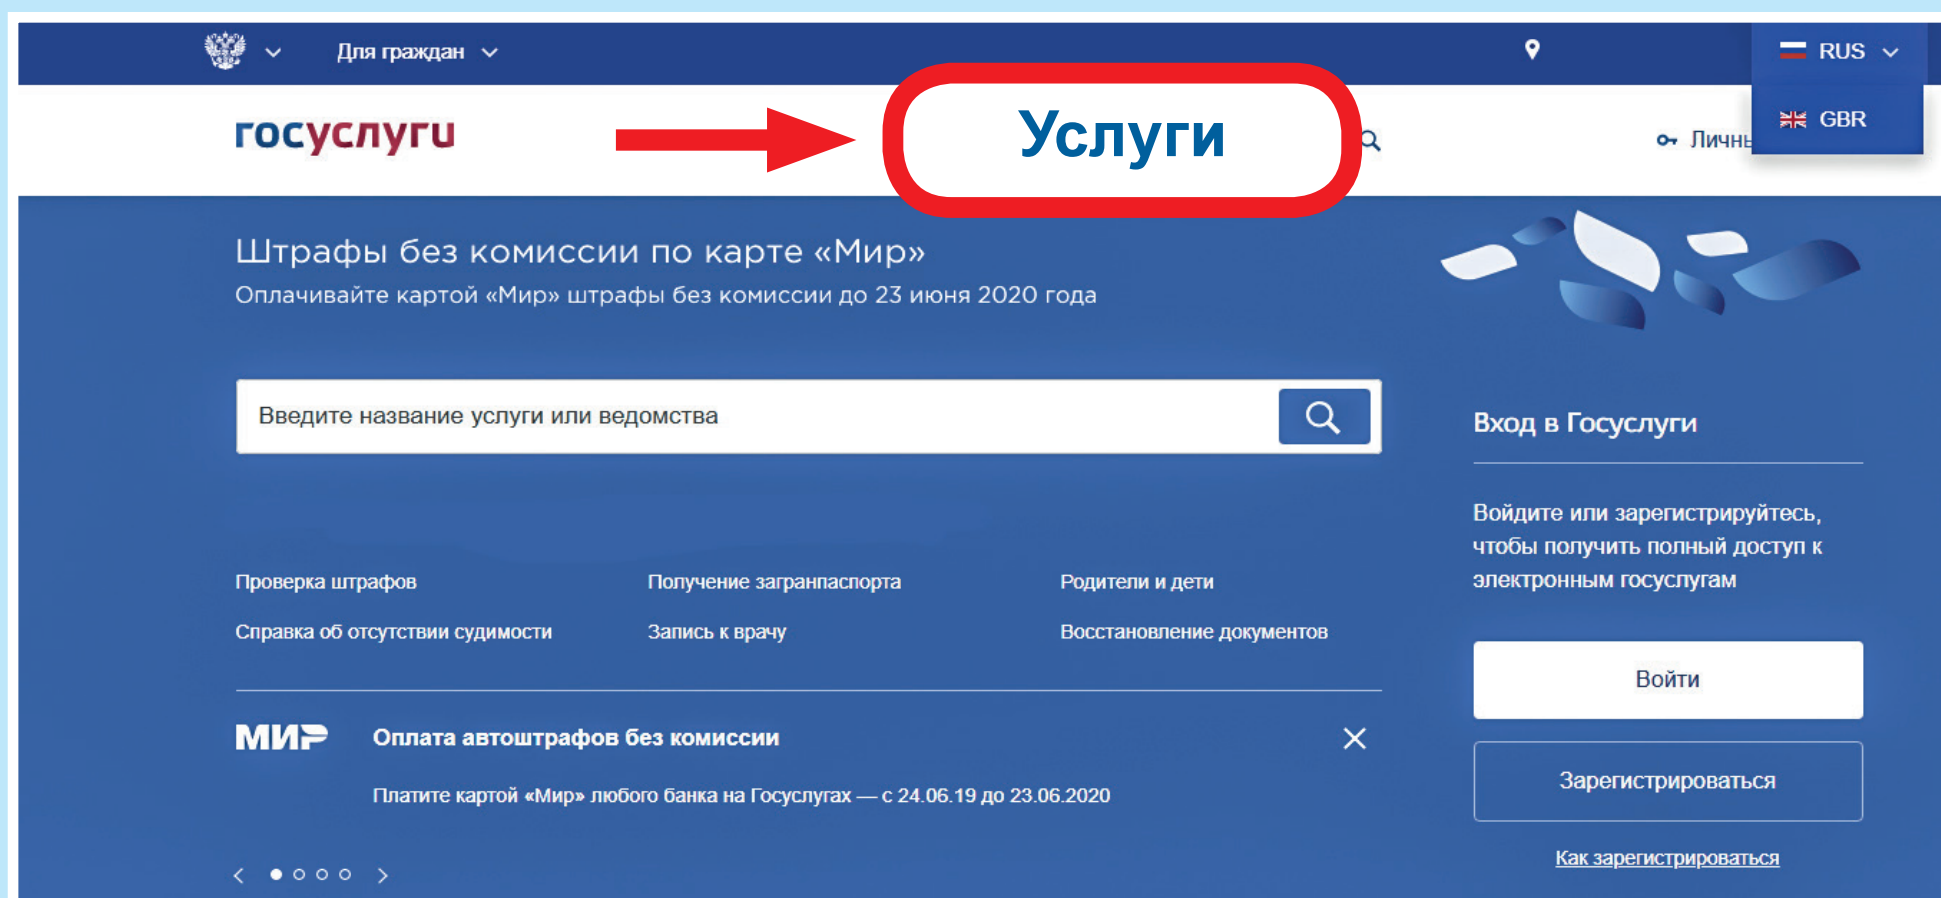 Для граждан
RUS
GBR
госуслуги
Услуги
Личны
Штрафы без комиссии по карте «Мир»
Оплачивайте картой «Мир» штрафы без комиссии до 23 июня 2020 года
Введите название услуги или ведомства
Проверка штрафов
Получение загранпаспорта
Родители и дети
Справка об отсутствии судимости
Запись к врачу
Восстановление документов
МИР
Оплата автоштрафов без комиссии
Платите картой «Мир» любого банка на Госуслугах — с 24.06.19 до 23.06.2020
Вход в Госуслуги
Войдите или зарегистрируйтесь,
чтобы получить полный доступ к
электронным госуслугам
Войти
Зарегистрироваться
Как зарегистрироваться